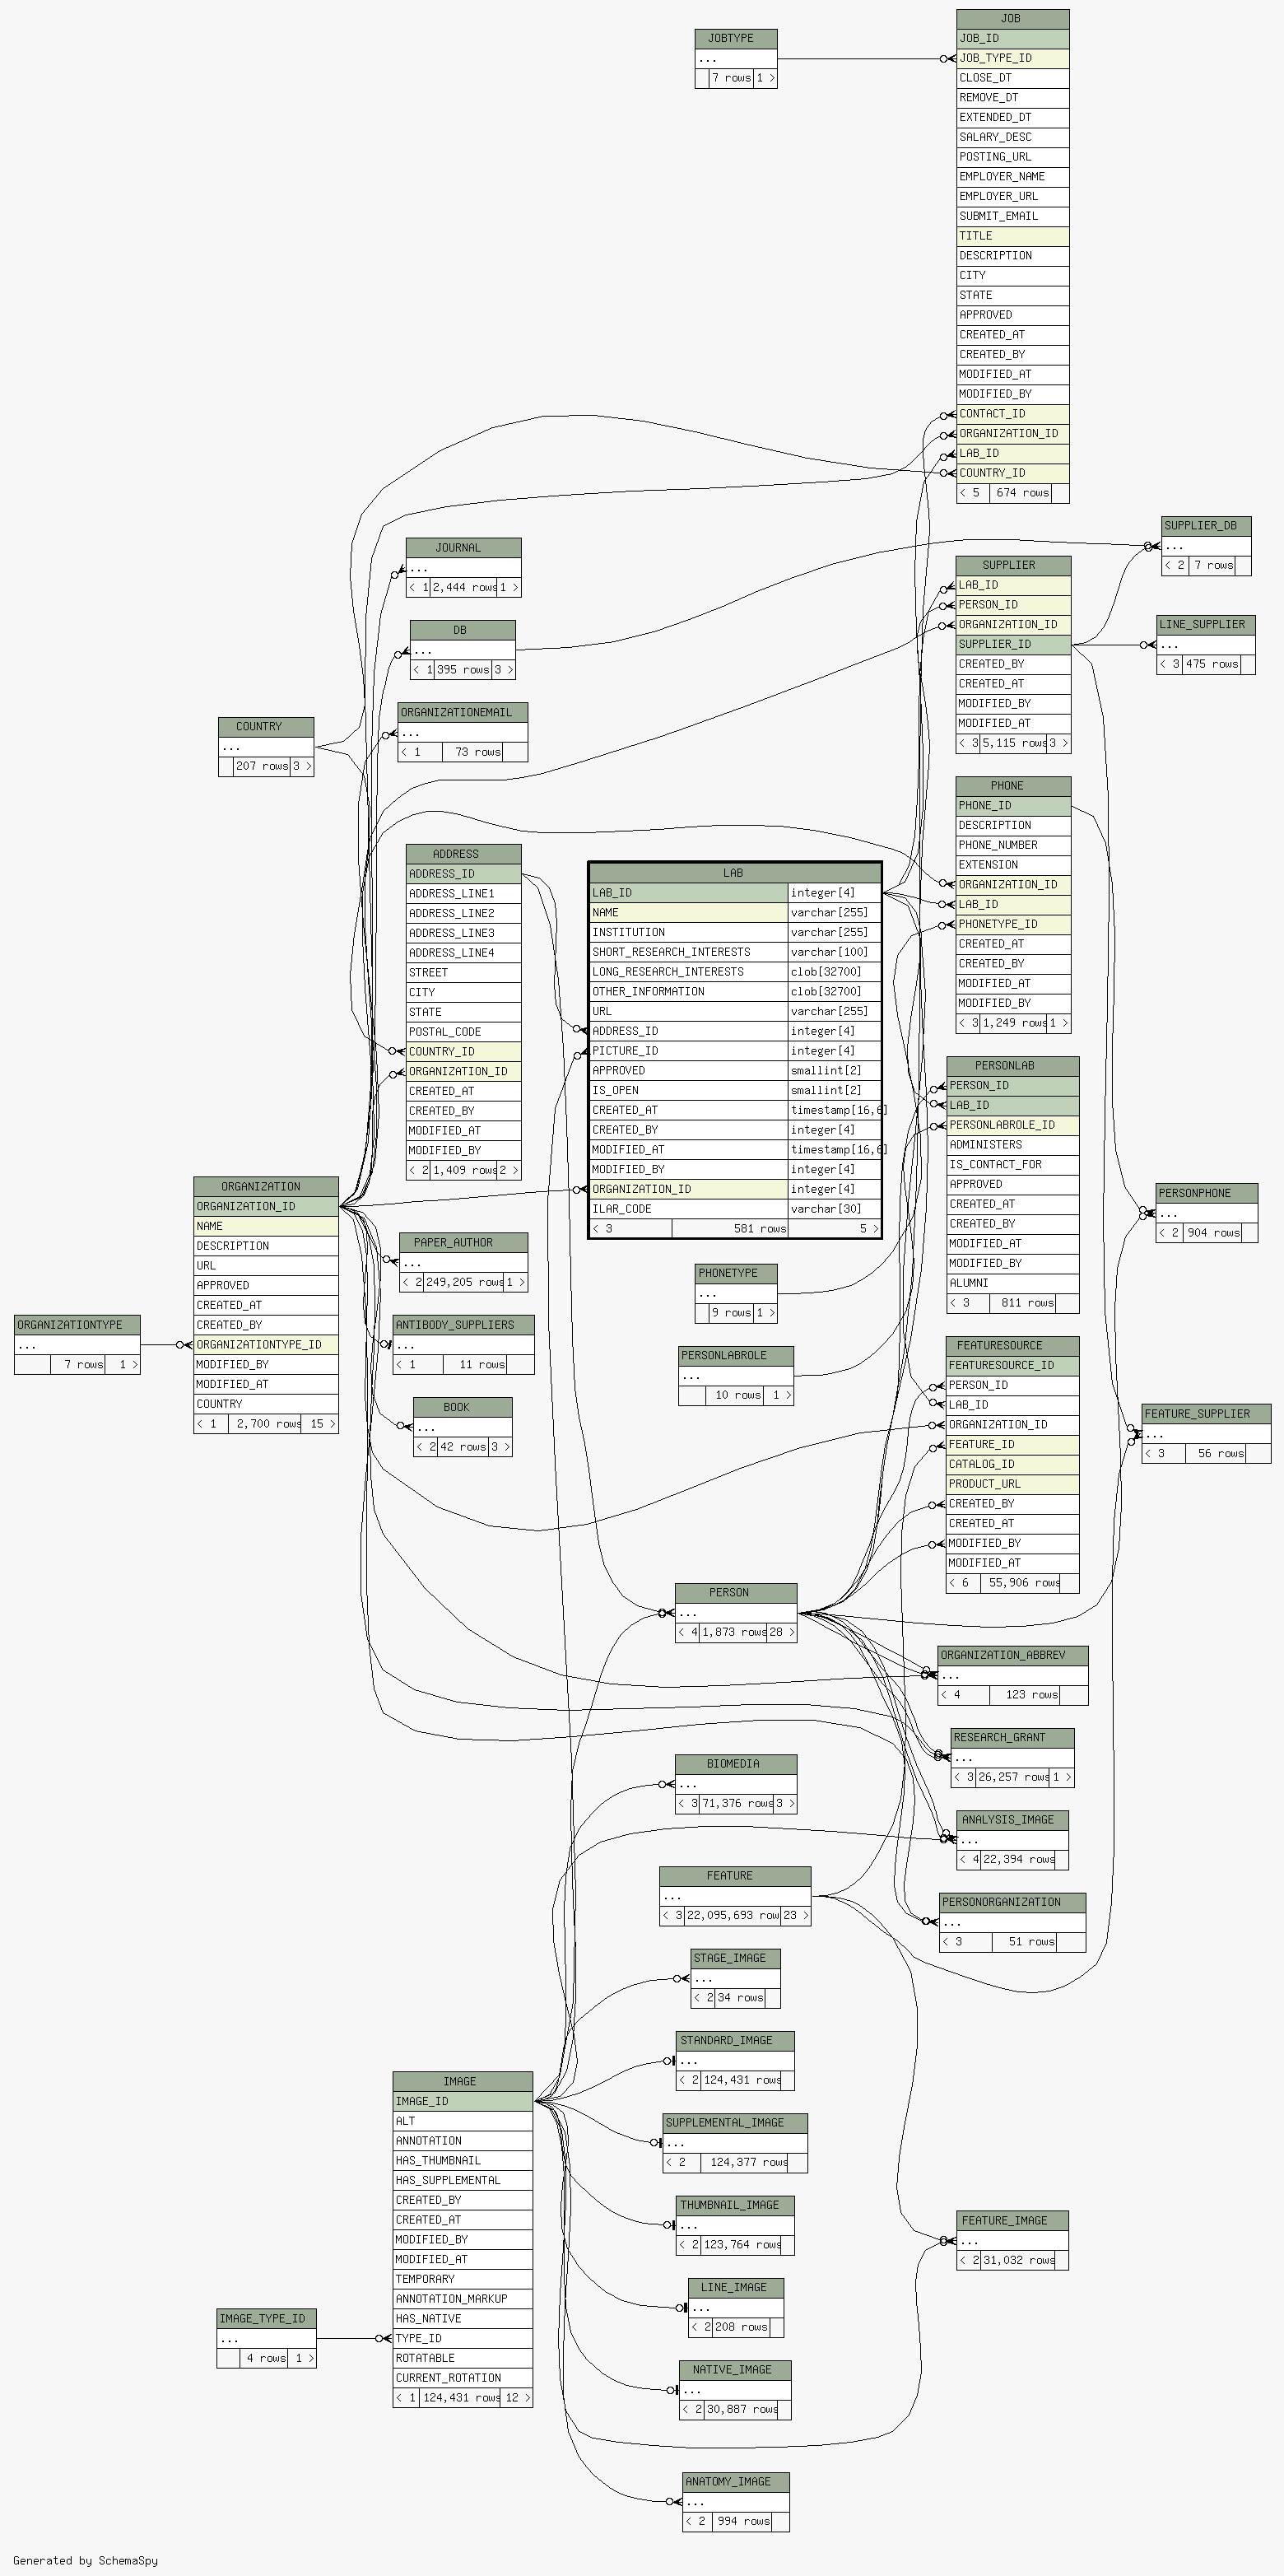 JOB
JOB_ID
JOB_TYPE_ID
CLOSE_DT
REMOVE_DT
EXTENDED_DT
SALARY_DESC
POSTING_URL
EMPLOYER_NAME
EMPLOYER_URL
SUBMIT_EMAIL
TITLE
DESCRIPTION
CITY
STATE
APPROVED
CREATED_AT
CREATED_BY
MODIFIED_AT
MODIFIED_BY
CONTACT_ID
ORGANIZATION_ID
LAB_ID
COUNTRY_ID
< 5 674 rows
JOBTYPE
...
7 rows 1 >
SUPPLIER_DB
...
< 2 7 rows
JOURNAL
...
< 1 2,444 rows 1 >
SUPPLIER
LAB_ID
PERSON_ID
ORGANIZATION_ID
SUPPLIER_ID
CREATED_BY
CREATED_AT
MODIFIED_BY
MODIFIED_AT
< 3 5,115 rows 3 >
LINE_SUPPLIER
...
< 3 475 rows
DB
...
< 1 395 rows 3 >
ORGANIZATIONEMAIL
...
< 1 73 rows
COUNTRY
...
207 rows 3 >
PHONE
PHONE_ID
DESCRIPTION
PHONE_NUMBER
EXTENSION
ORGANIZATION_ID
LAB_ID
PHONETYPE_ID
CREATED_AT
CREATED_BY
MODIFIED_AT
MODIFIED_BY
< 3 1,249 rows 1 >
ADDRESS
ADDRESS_ID
ADDRESS_LINE1
ADDRESS_LINE2
ADDRESS_LINE3
ADDRESS_LINE4
STREET
CITY
STATE
POSTAL_CODE
COUNTRY_ID
ORGANIZATION_ID
CREATED_AT
CREATED_BY
MODIFIED_AT
MODIFIED_BY
< 2 1,409 rows 2 >
LAB
LAB_ID integer[4]
NAME varchar[255]
INSTITUTION varchar[255]
SHORT_RESEARCH_INTERESTS varchar[100]
LONG_RESEARCH_INTERESTS clob[32700]
OTHER_INFORMATION clob[32700]
URL varchar[255]
ADDRESS_ID integer[4]
PICTURE_ID integer[4]
APPROVED smallint[2]
IS_OPEN smallint[2]
CREATED_AT timestamp[16,6]
CREATED_BY integer[4]
MODIFIED_AT timestamp[16,6]
MODIFIED_BY integer[4]
ORGANIZATION_ID integer[4]
ILAR_CODE varchar[30]
< 3 581 rows 5 >
PERSONLAB
PERSON_ID
LAB_ID
PERSONLABROLE_ID
ADMINISTERS
IS_CONTACT_FOR
APPROVED
CREATED_AT
CREATED_BY
MODIFIED_AT
MODIFIED_BY
ALUMNI
< 3 811 rows
ORGANIZATION
ORGANIZATION_ID
NAME
DESCRIPTION
URL
APPROVED
CREATED_AT
CREATED_BY
ORGANIZATIONTYPE_ID
MODIFIED_BY
MODIFIED_AT
COUNTRY
< 1 2,700 rows 15 >
PERSONPHONE
...
< 2 904 rows
PAPER_AUTHOR
...
< 2 249,205 rows 1 >
PHONETYPE
...
9 rows 1 >
ORGANIZATIONTYPE
...
7 rows 1 >
ANTIBODY_SUPPLIERS
...
< 1 11 rows
PERSONLABROLE
...
10 rows 1 >
FEATURESOURCE
FEATURESOURCE_ID
PERSON_ID
LAB_ID
ORGANIZATION_ID
FEATURE_ID
CATALOG_ID
PRODUCT_URL
CREATED_BY
CREATED_AT
MODIFIED_BY
MODIFIED_AT
< 6 55,906 rows
BOOK
...
< 2 42 rows 3 >
FEATURE_SUPPLIER
...
< 3 56 rows
PERSON
...
< 4 1,873 rows 28 >
ORGANIZATION_ABBREV
...
< 4 123 rows
RESEARCH_GRANT
...
< 3 26,257 rows 1 >
BIOMEDIA
...
< 3 71,376 rows 3 >
ANALYSIS_IMAGE
...
< 4 22,394 rows
FEATURE
...
< 3 22,095,693 row 23 >
PERSONORGANIZATION
...
< 3 51 rows
STAGE_IMAGE
...
< 2 34 rows
STANDARD_IMAGE
...
< 2 124,431 rows
IMAGE
IMAGE_ID
ALT
ANNOTATION
HAS_THUMBNAIL
HAS_SUPPLEMENTAL
CREATED_BY
CREATED_AT
MODIFIED_BY
MODIFIED_AT
TEMPORARY
ANNOTATION_MARKUP
HAS_NATIVE
TYPE_ID
ROTATABLE
CURRENT_ROTATION
< 1 124,431 rows 12 >
SUPPLEMENTAL_IMAGE
...
< 2 124,377 rows
THUMBNAIL_IMAGE
...
< 2 123,764 rows
FEATURE_IMAGE
...
< 2 31,032 rows
LINE_IMAGE
...
< 2 208 rows
IMAGE_TYPE_ID
...
4 rows 1 >
NATIVE_IMAGE
...
< 2 30,887 rows
ANATOMY_IMAGE
...
< 2 994 rows
Generated by SchemaSpy